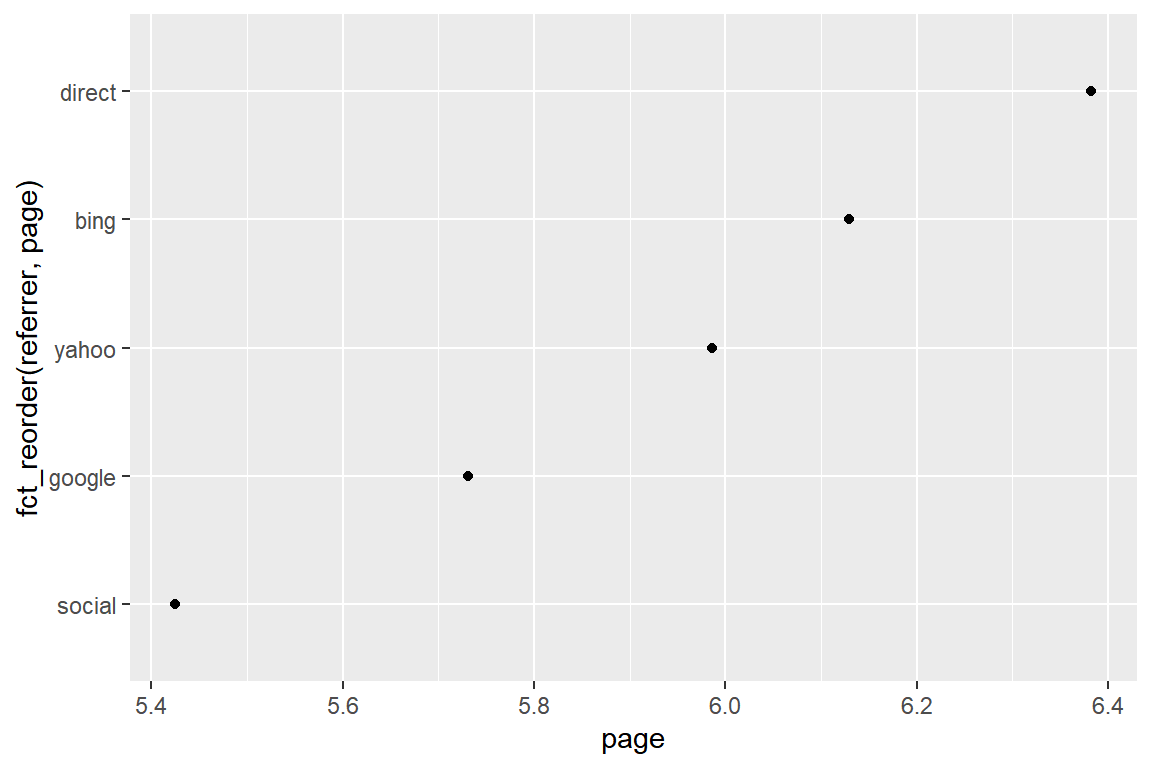 fct_reorder(referrer, page)
direct
bing
yahoo
google
social
5.4 5.6 5.8 6.0 6.2 6.4
page